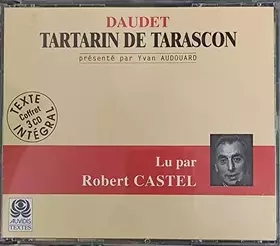 DAUDET
TARTARIN DE TARASCON
présenté par Yvan AUDOUARD
TEXTE
Coffret
3 CD
INTÉGRAL
Lu par
Robert CASTEL
AUVIDIS
TEXTES